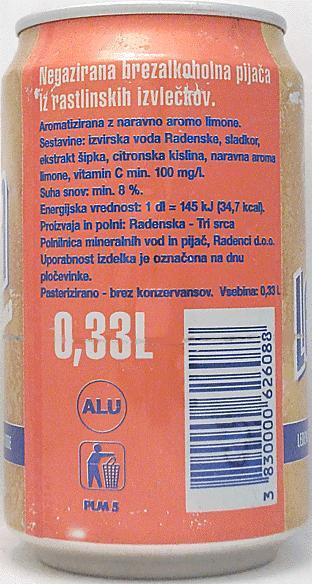 Negazirana brezalkoholna pijača
iz rastlinskih izvlečkov.
Aromatizirana z naravno aromo limone.
Sestavine: izvirska voda Radenske, sladkor,
ekstrakt šipka, citronska kislina, naravna aroma
limone, vitamin C min. 100 mg/l.
Suha snov: min. 8 %.
Energijska vrednost: 1 dl = 145 kJ (34,7 kcal).
Proizvaja in polni: Radenska - Tri srca
Polnilnica mineralnih vod in pijač, Radenci d.o.o.
Uporabnost izdelka je označena na dnu
pločevinke.
Pasterizirano - brez konzervansov. Vsebina: 0,33 L
0,33L
ALU
PLM 5
3 830000 626088